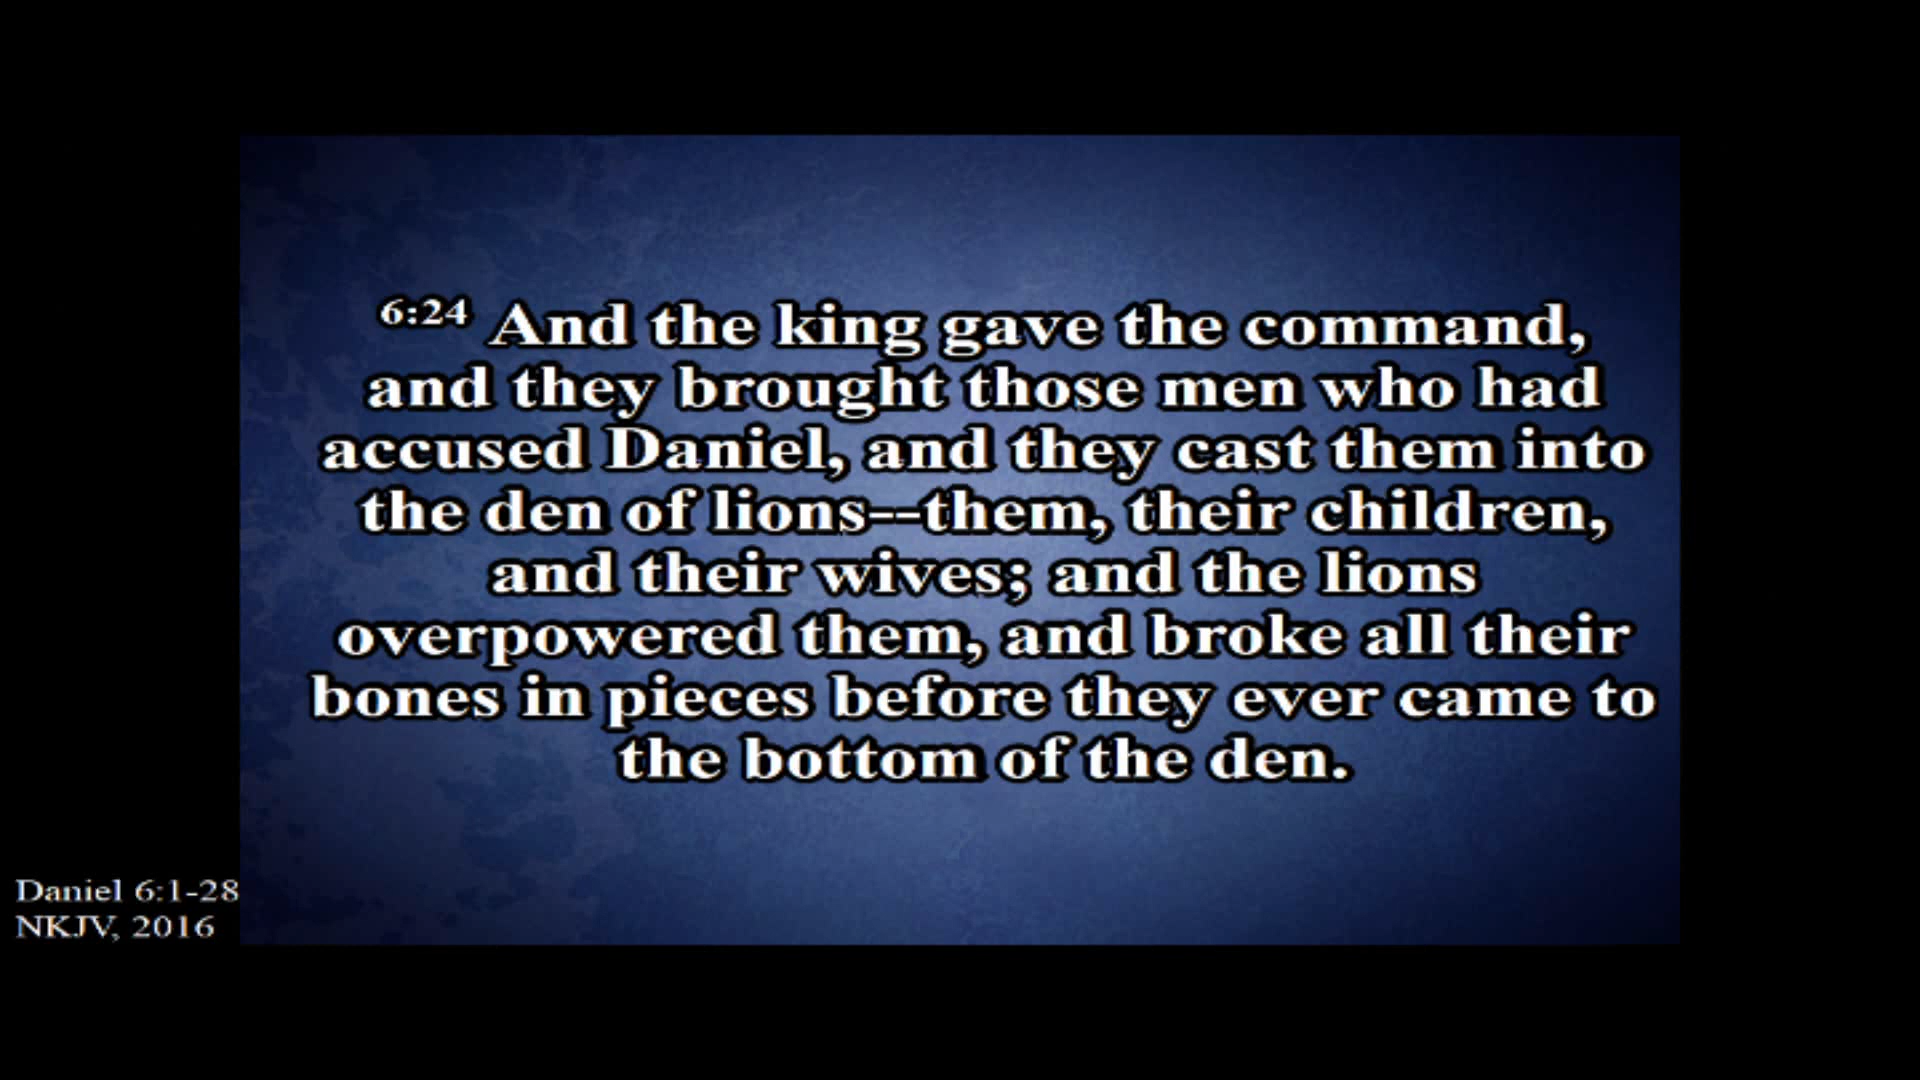 6:24 And the king gave the command,
and they brought those men who had
accused Daniel, and they cast them into
the den of lions--them, their children,
and their wives; and the lions
overpowered them, and broke all their
bones in pieces before they ever came to
the bottom of the den.
Daniel 6:1-28
NKJV, 2016